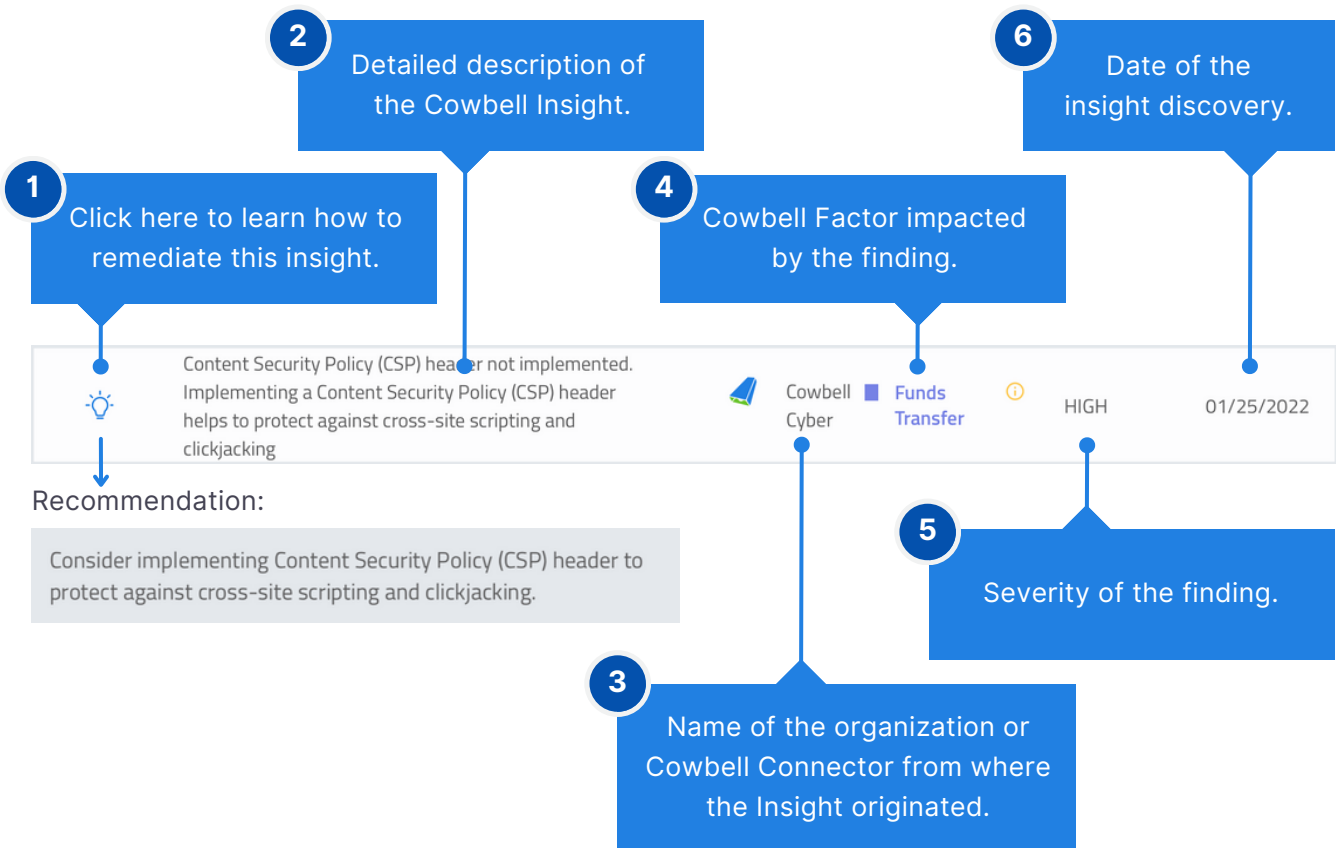 1
Click here to learn how to
remediate this insight.
2
Detailed description of
the Cowbell Insight.
4
Cowbell Factor impacted
by the finding.
6
Date of the
insight discovery.
Content Security Policy (CSP) header not implemented.
Implementing a Content Security Policy (CSP) header
helps to protect against cross-site scripting and
clickjacking
Cowbell
Cyber
Funds
Transfer
HIGH
01/25/2022
Recommendation:
Consider implementing Content Security Policy (CSP) header to
protect against cross-site scripting and clickjacking.
5
Severity of the finding.
3
Name of the organization or
Cowbell Connector from where
the Insight originated.